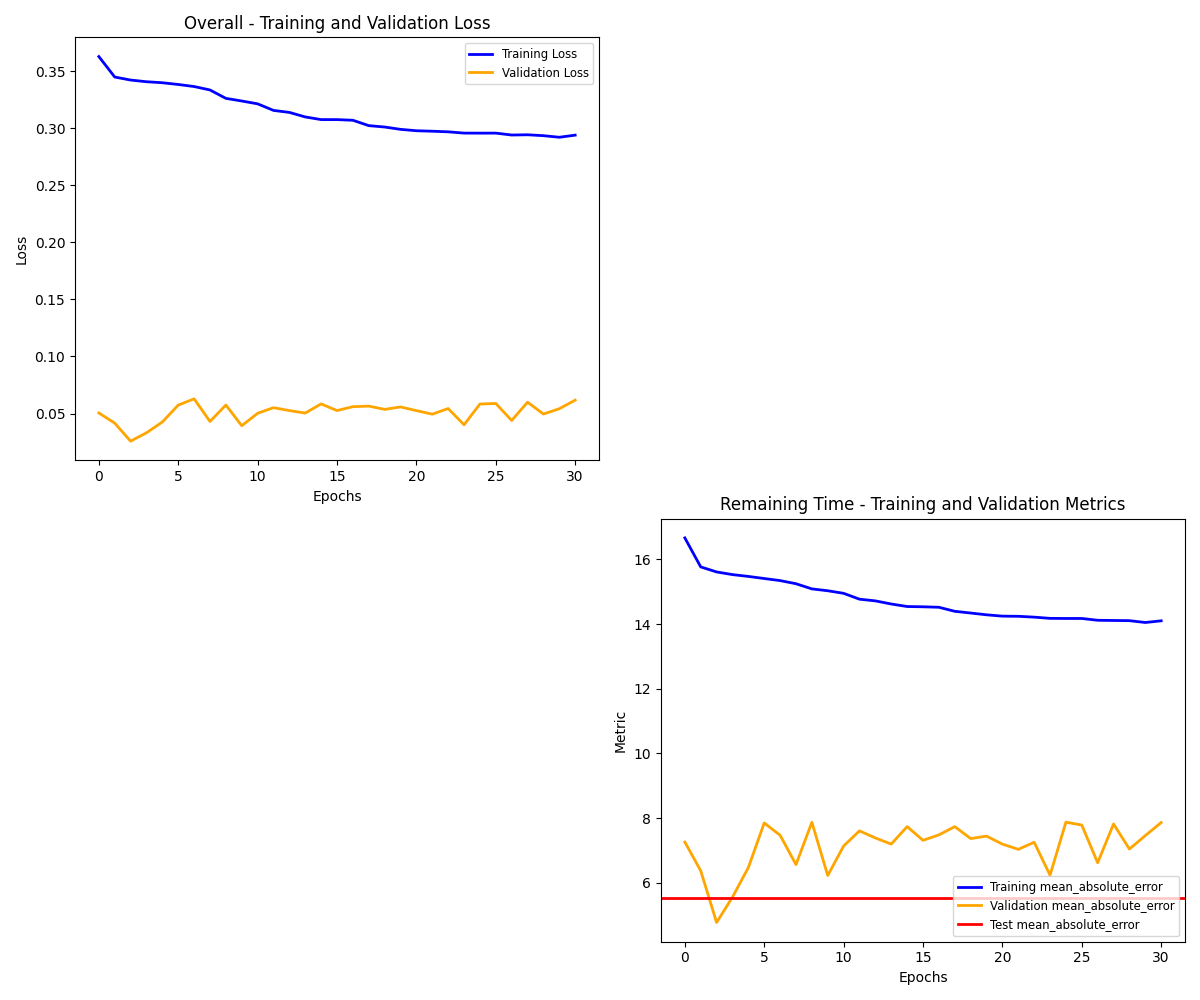 Overall - Training and Validation Loss
Training Loss
Validation Loss
0.35
0.30
0.25
0.20
0.15
0.10
0.05
Loss
0 5 10 15 20 25 30
Epochs
Remaining Time - Training and Validation Metrics
16
14
12
10
8
6
Metric
Training mean_absolute_error
Validation mean_absolute_error
Test mean_absolute_error
0 5 10 15 20 25 30
Epochs